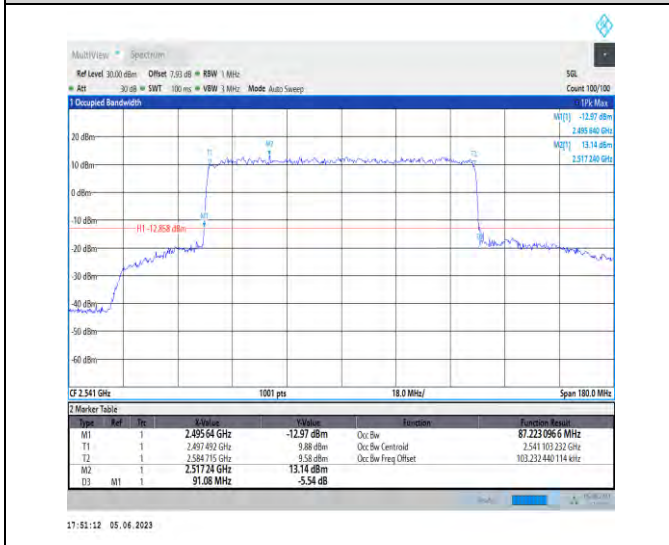 MultiView Spectrum
Ref Level 30.00 dBm Offset 7.93 dB RBW 1 MHz SGL
Att 30 dB SWT 100 ms VBW 3 MHz Mode Auto Sweep Count 100/100
1 Occupied Bandwidth 1Pk Max
M1[1] -12.97 dBm
2.495 640 GHz
M2[1] 13.14 dBm
2.517 240 GHz
20 dBm
M2
T1
10 dBm
0 dBm
-10 dBm
M1
H1 -12.858 dBm
-20 dBm
-30 dBm
-40 dBm
-50 dBm
-60 dBm
CF 2.541 GHz 1001 pts 18.0 MHz/ Span 180.0 MHz
2 Marker Table
Type Ref Trc X-Value Y-Value Function Function Result
M1 1 2.495 64 GHz -12.97 dBm Occ Bw 87.223 096 6 MHz
T1 1 2.497 492 GHz 9.88 dBm Occ Bw Centroid 2.541 103 232 GHz
T2 1 2.584 715 GHz 9.58 dBm Occ Bw Freq Offset 103.232 440 114 kHz
M2 1 2.517 24 GHz 13.14 dBm
D3 M1 1 91.08 MHz -5.54 dB
17:51:12 05.06.2023